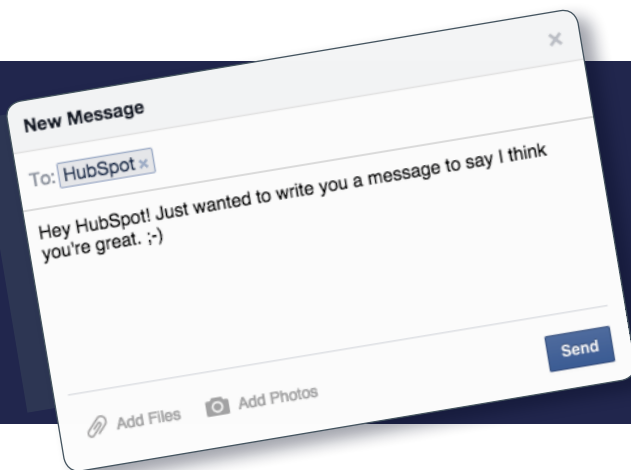 New Message
To: HubSpot
Hey HubSpot! Just wanted to write you a message to say I think
you're great. ;-)
Send
Add Files Add Photos